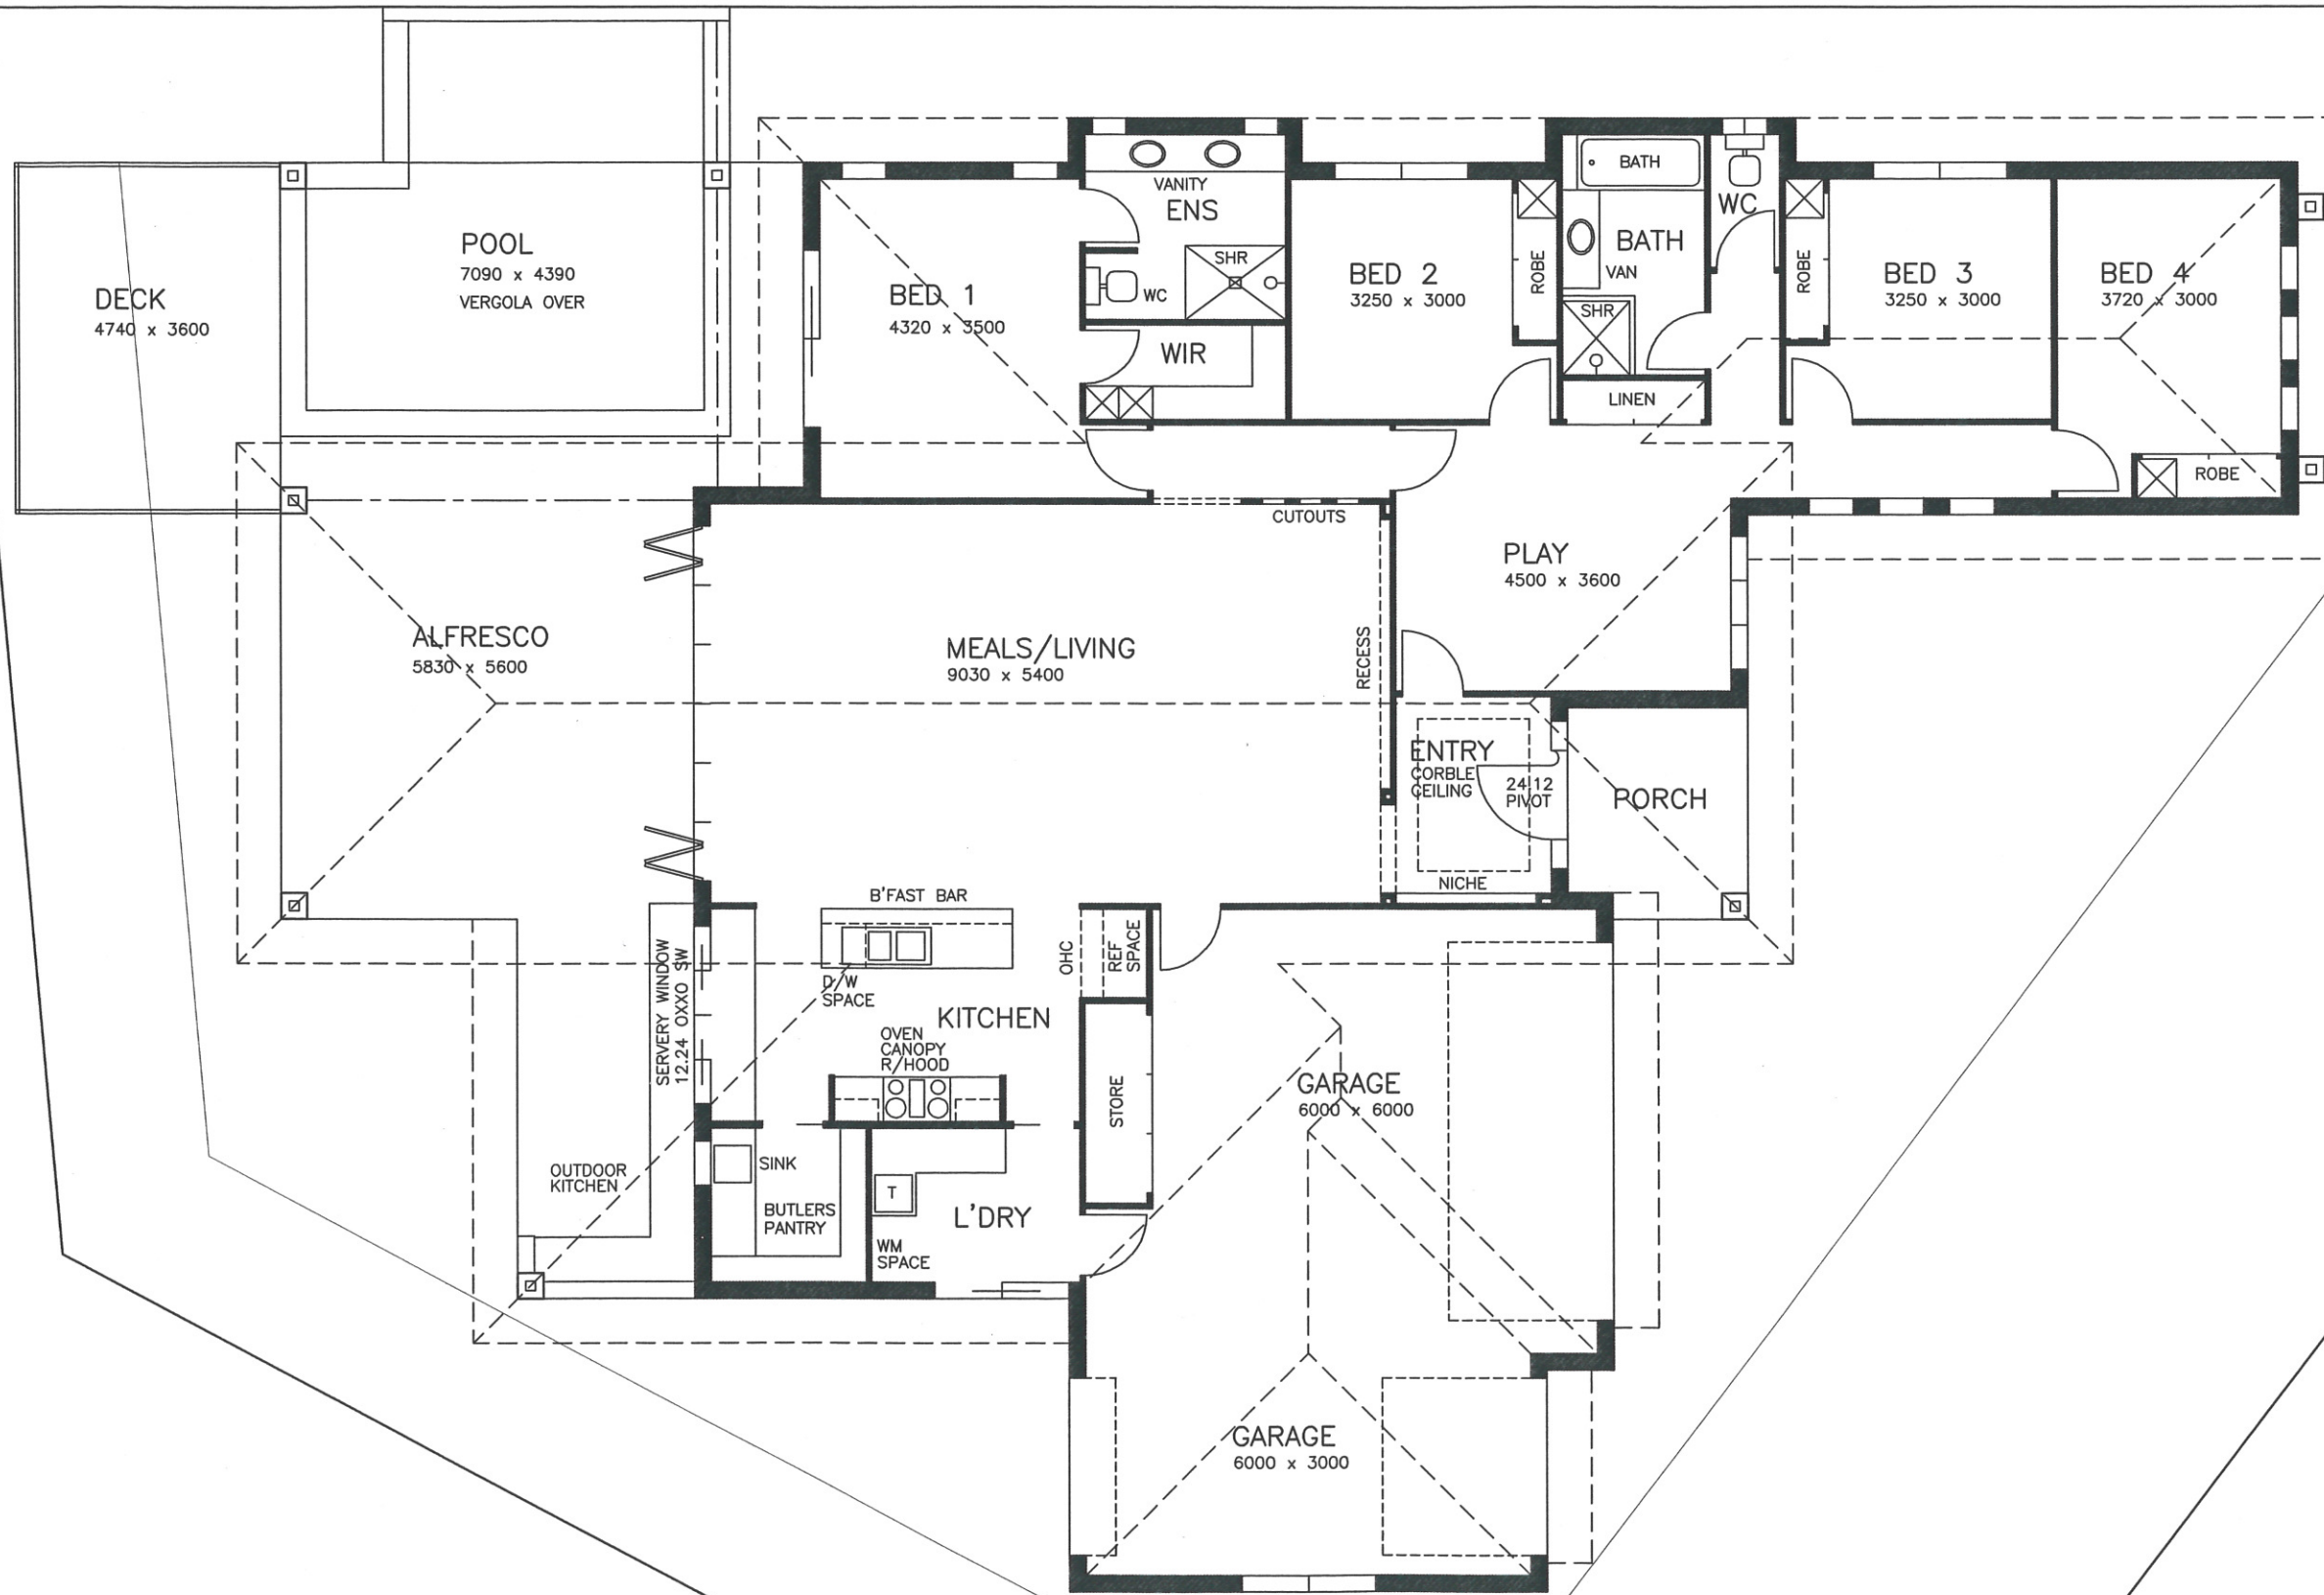 POOL
7090 x 4390
VERGOLA OVER
DECK
4740 x 3600
BED 1
4320 x 3500
VANITY
ENS
SHR
WC
WIR
BED 2
3250 x 3000
ROBE
BATH
BATH
VAN
SHR
LINEN
WC
ROBE
BED 3
3250 x 3000
BED 4
3720 x 3000
ROBE
CUTOUTS
PLAY
4500 x 3600
ALFRESCO
5830 x 5600
MEALS/LIVING
9030 x 5400
RECESS
ENTRY
CORBLE
CEILING
24 12
PIVOT
PORCH
NICHE
B'FAST BAR
SERVERY WINDOW
12.24 OXXO SW
D/W
SPACE
OHC
REF
SPACE
KITCHEN
OVEN
CANOPY
R/HOOD
STORE
GARAGE
6000 x 6000
OUTDOOR
KITCHEN
SINK
BUTLERS
PANTRY
T
L'DRY
WM
SPACE
GARAGE
6000 x 3000